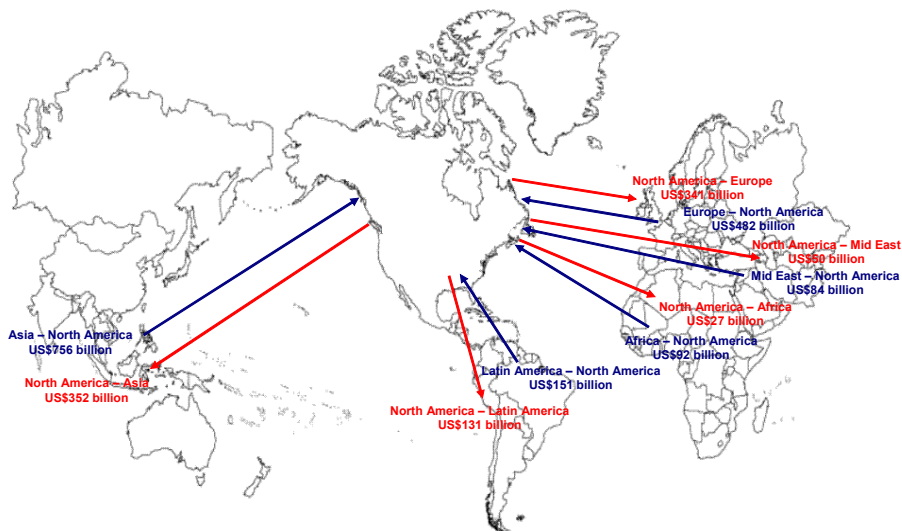 North America – Europe
US$341 billion
Europe – North America
US$482 billion
North America – Mid East
US$50 billion
Mid East – North America
US$84 billion
North America – Africa
US$27 billion
Africa – North America
US$92 billion
Asia – North America
US$756 billion
Latin America – North America
US$151 billion
North America – Asia
US$352 billion
North America – Latin America
US$131 billion